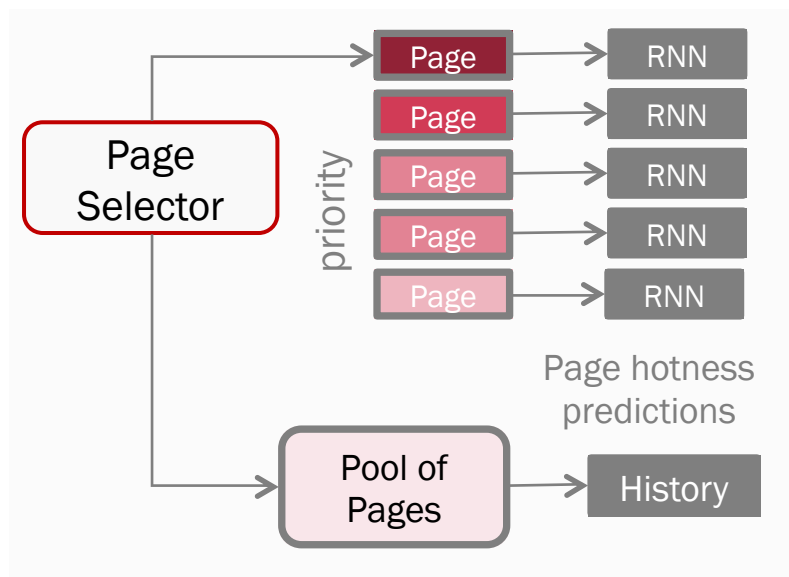 Page
Selector
priority
Page
RNN
Page
RNN
Page
RNN
Page
RNN
Page
RNN
Page hotness
predictions
Pool of
Pages
History